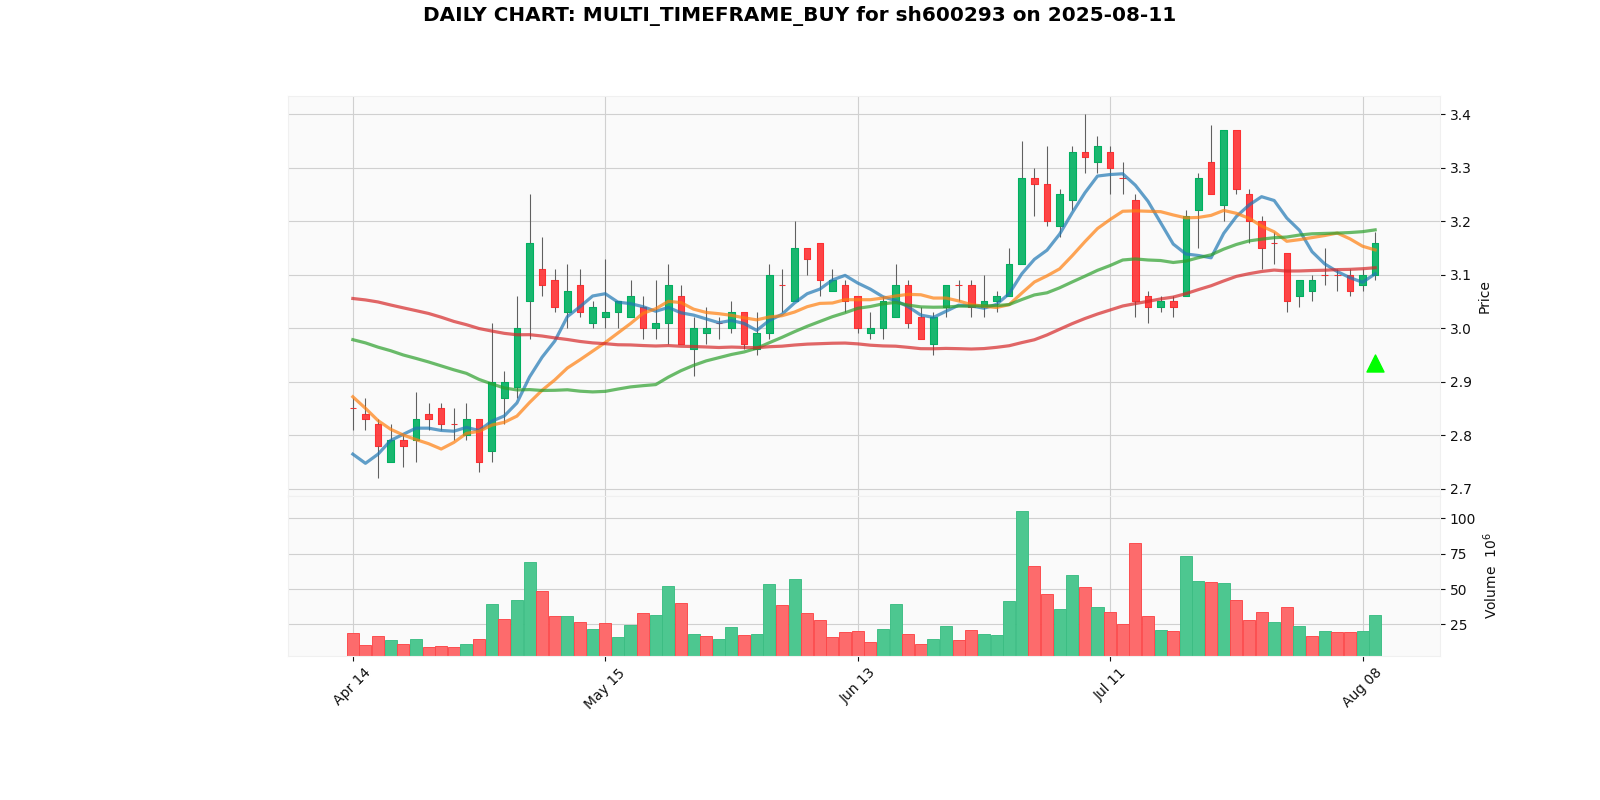 DAILY CHART: MULTI_TIMEFRAME_BUY for sh600293 on 2025-08-11
3.4
3.3
3.2
3.1
3.0
2.9
2.8
2.7
Price
100
75
50
25
Volume 10⁶
Apr 14
May 15
Jun 13
Jul 11
Aug 08